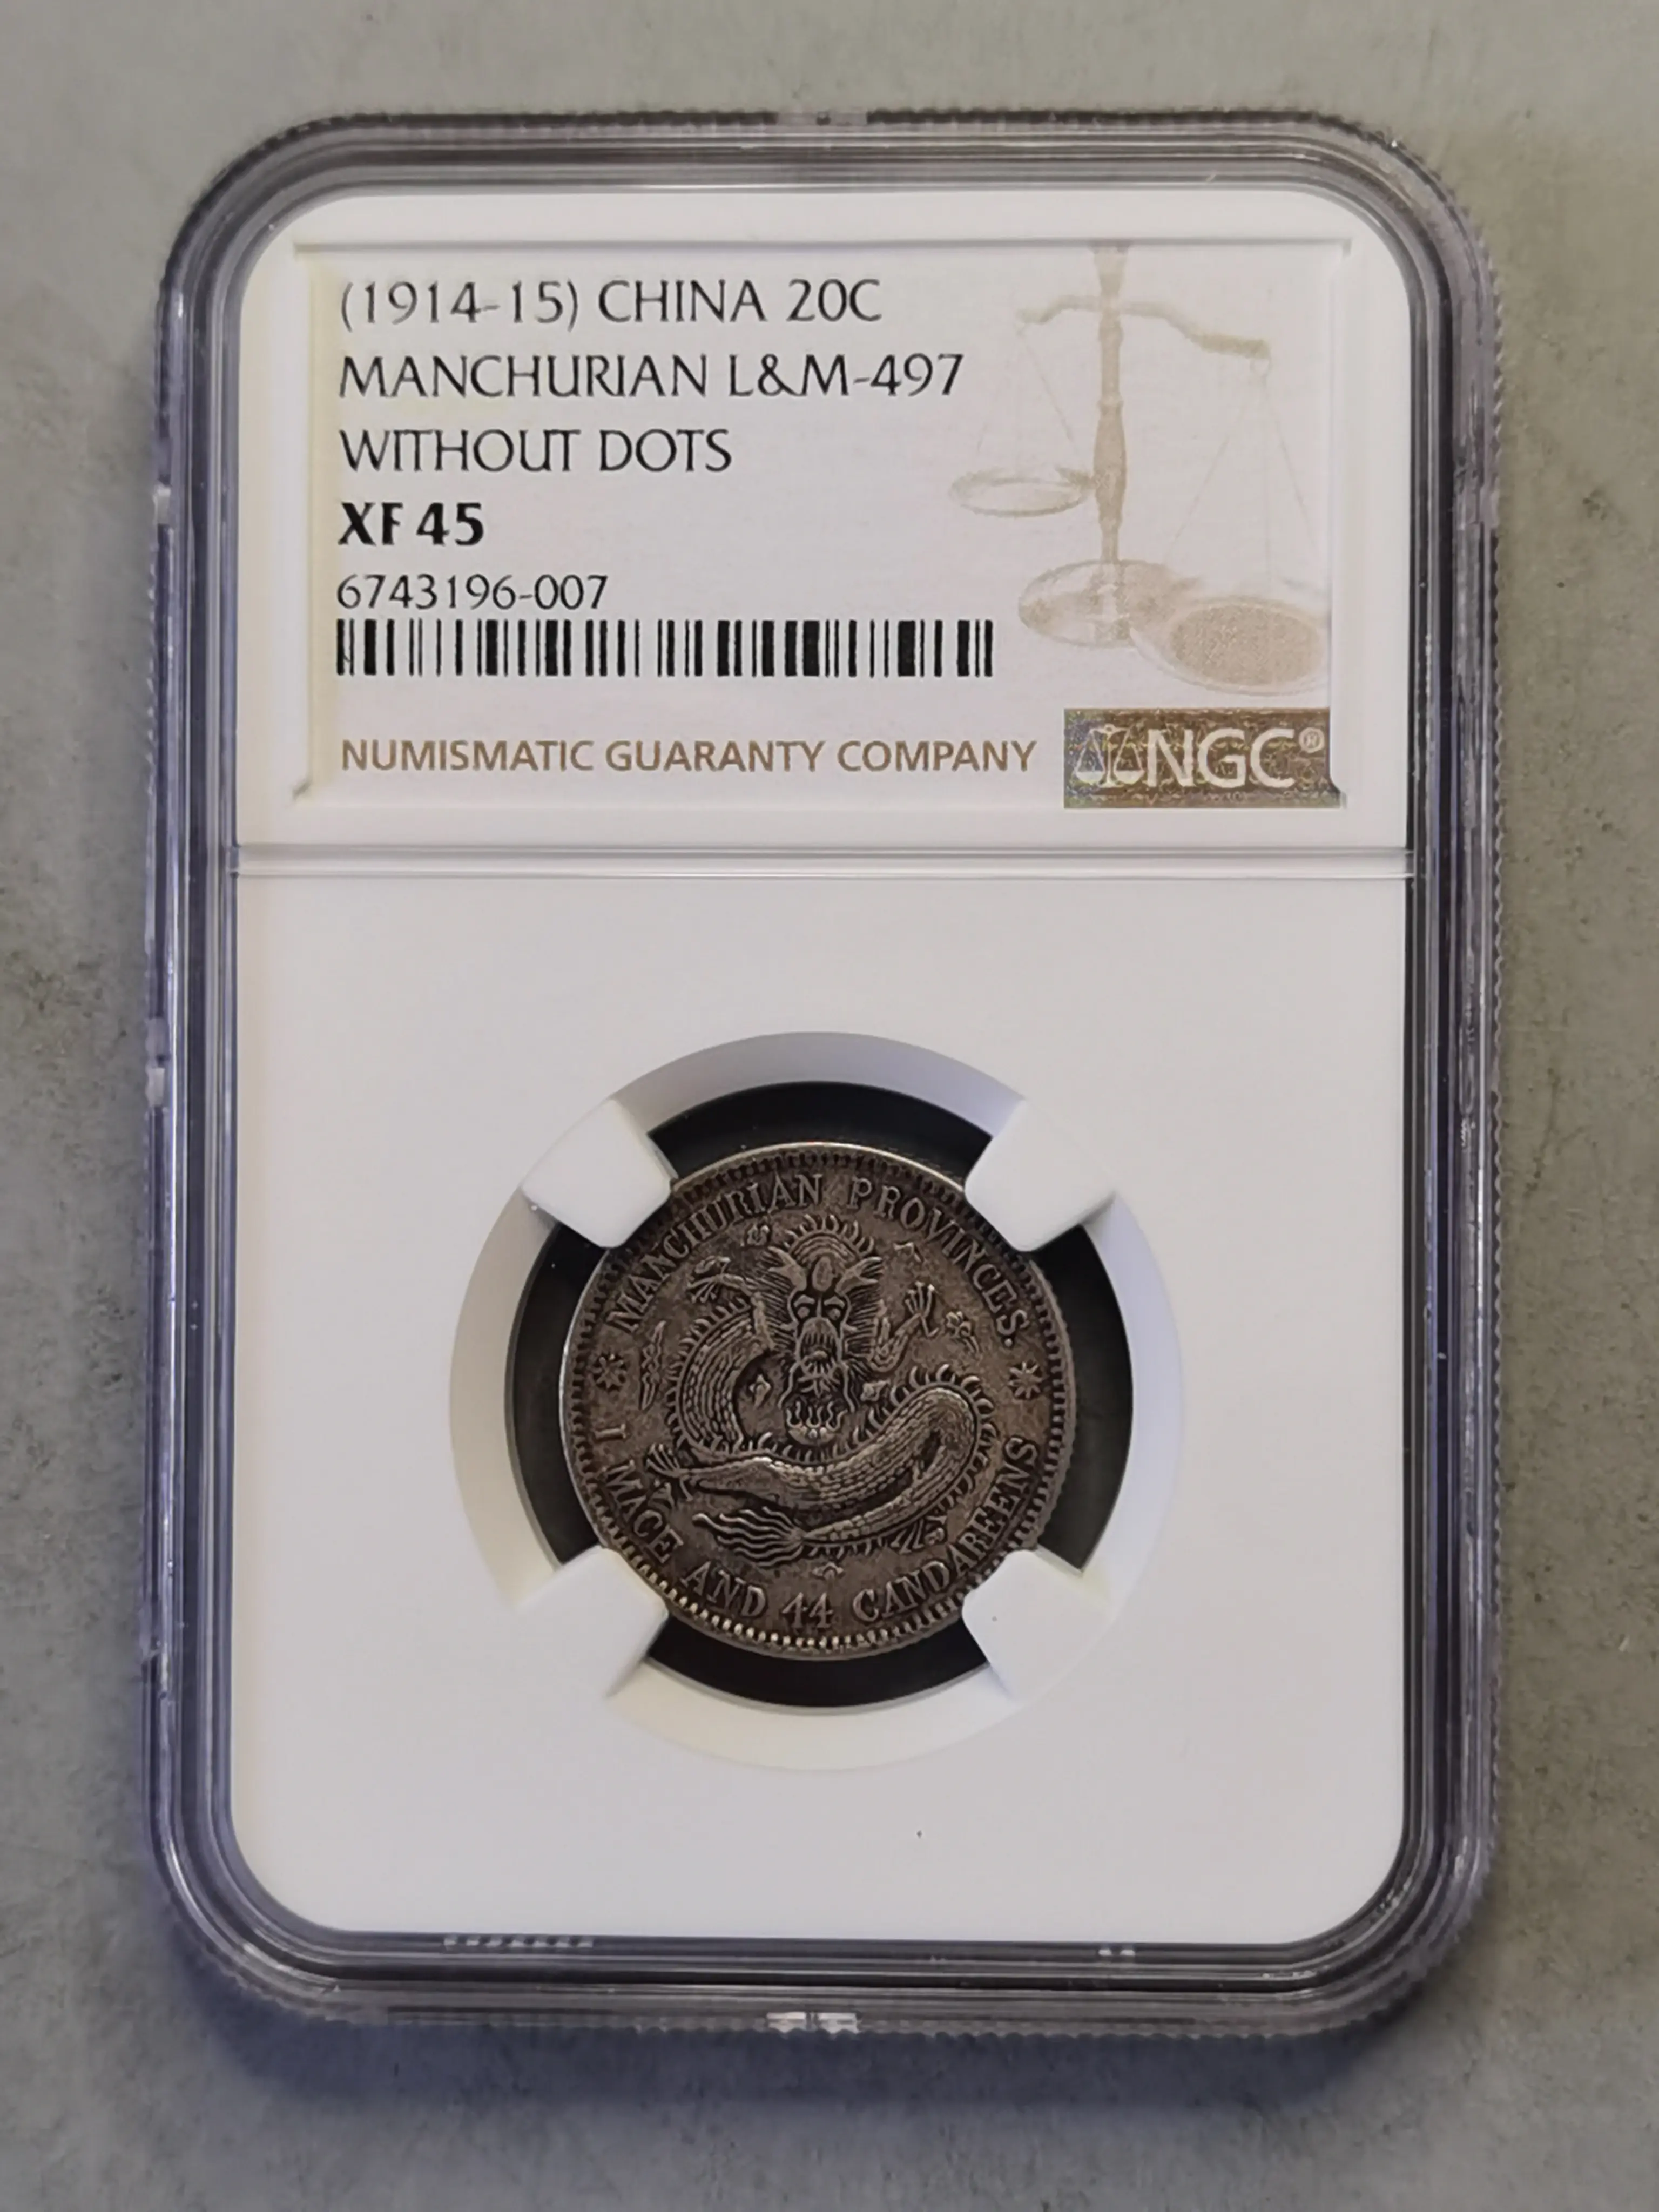 (1914-15) CHINA 20C
MANCHURIAN L&M-497
WITHOUT DOTS
XF 45
6743196-007
NUMISMATIC GUARANTY COMPANY
NGC®
MANCHURIAN PROVINCES.
1 MACE AND 44 CANDAREENS